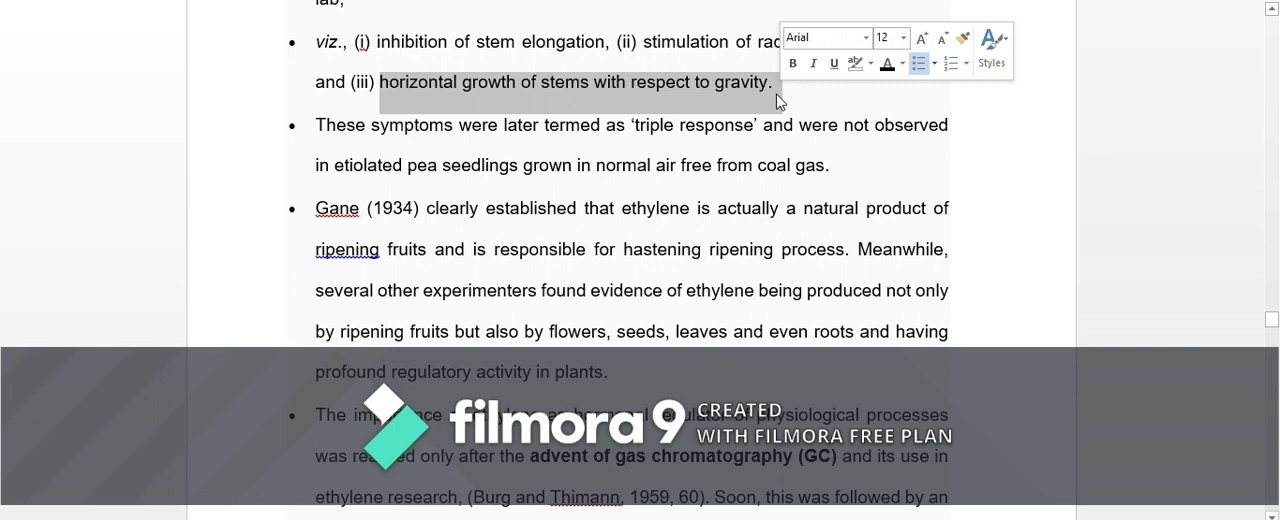 lab,
viz., (i) inhibition of stem elongation, (ii) stimulation of
and (iii) horizontal growth of stems with respect to gravity.
Arial 12
B I U Styles
These symptoms were later termed as ‘triple response’ and were not observed
in etiolated pea seedlings grown in normal air free from coal gas.
Gane (1934) clearly established that ethylene is actually a natural product of
ripening fruits and is responsible for hastening ripening process. Meanwhile,
several other experimenters found evidence of ethylene being produced not only
by ripening fruits but also by flowers, seeds, leaves and even roots and having
profound regulatory activity in plants.
The physiological processes
was only after the advent of gas chromatography (GC) and its use in
ethylene research, (Burg and Thimann, 1959, 60). Soon, this was followed by an
filmora 9 CREATED
WITH FILMORA FREE PLAN